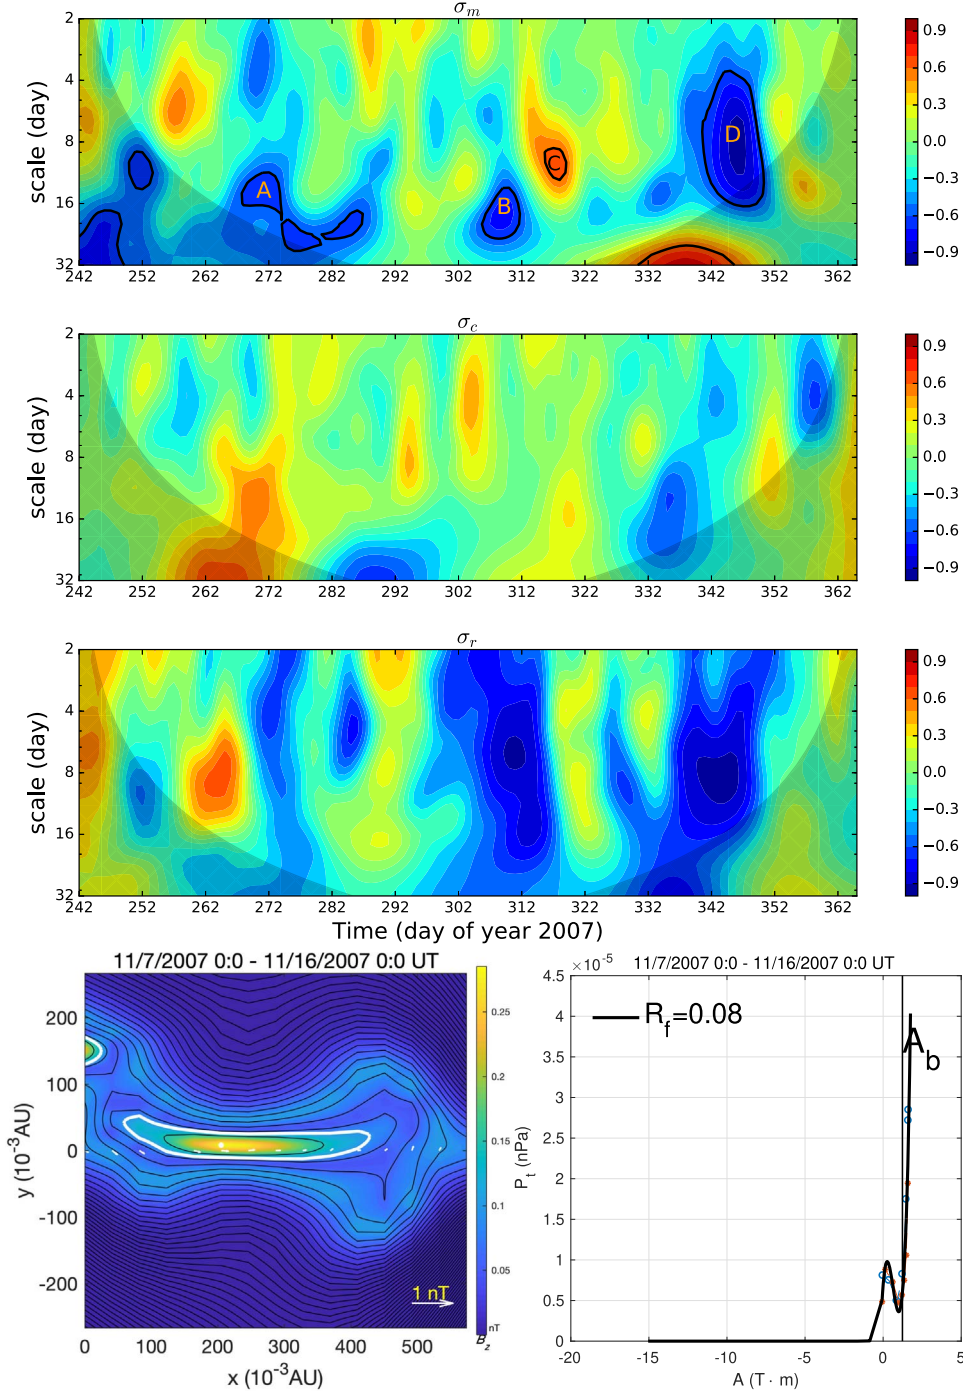 σm
2
4
8
16
32
scale (day)
A
B
C
D
242 252 262 272 282 292 302 312 322 332 342 352 362
0.9
0.6
0.3
0.0
−0.3
−0.6
−0.9
σc
2
4
8
16
32
scale (day)
242 252 262 272 282 292 302 312 322 332 342 352 362
0.9
0.6
0.3
0.0
−0.3
−0.6
−0.9
σr
2
4
8
16
32
scale (day)
242 252 262 272 282 292 302 312 322 332 342 352 362
0.9
0.6
0.3
0.0
−0.3
−0.6
−0.9
Time (day of year 2007)
11/7/2007 0:0 - 11/16/2007 0:0 UT
200
100
0
-100
-200
y (10⁻³AU)
1 nT
0 100 200 300 400 500
x (10⁻³AU)
0.25
0.2
0.15
0.1
0.05
nT
Bz
11/7/2007 0:0 - 11/16/2007 0:0 UT
×10⁻⁵
4.5
4
3.5
3
2.5
2
1.5
1
0.5
0
Pt (nPa)
Rf=0.08
Ab
-20 -15 -10 -5 0 5
A (T · m)